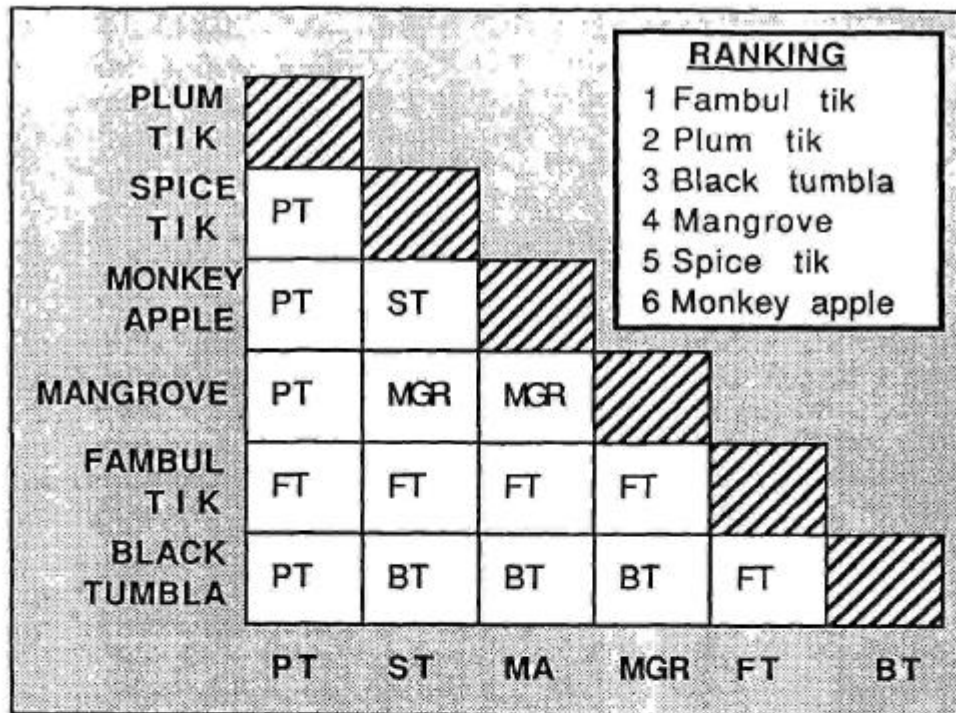 RANKING
1 Fambul tik
2 Plum tik
3 Black tumbla
4 Mangrove
5 Spice tik
6 Monkey apple
PLUM
TIK
SPICE
TIK
PT
MONKEY
APPLE
PT ST
MANGROVE
PT MGR MGR
FAMBUL
TIK
FT FT FT FT
BLACK
TUMBLA
PT BT BT BT FT
PT ST MA MGR FT BT